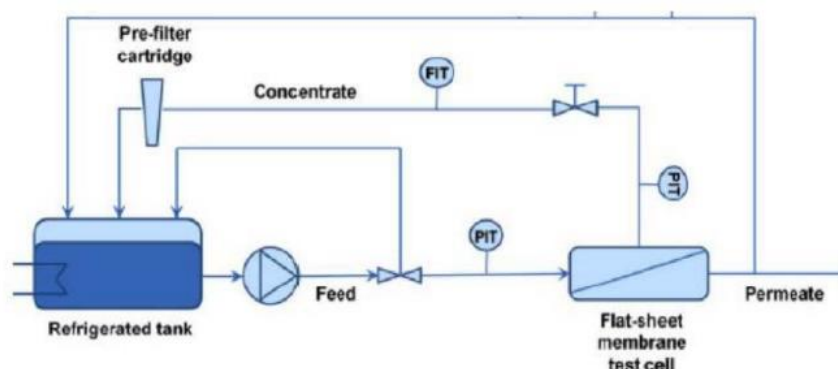 Pre-filter
cartridge
FIT
Concentrate
PIT
PIT
Feed
Permeate
Refrigerated tank
Flat-sheet
membrane
test cell